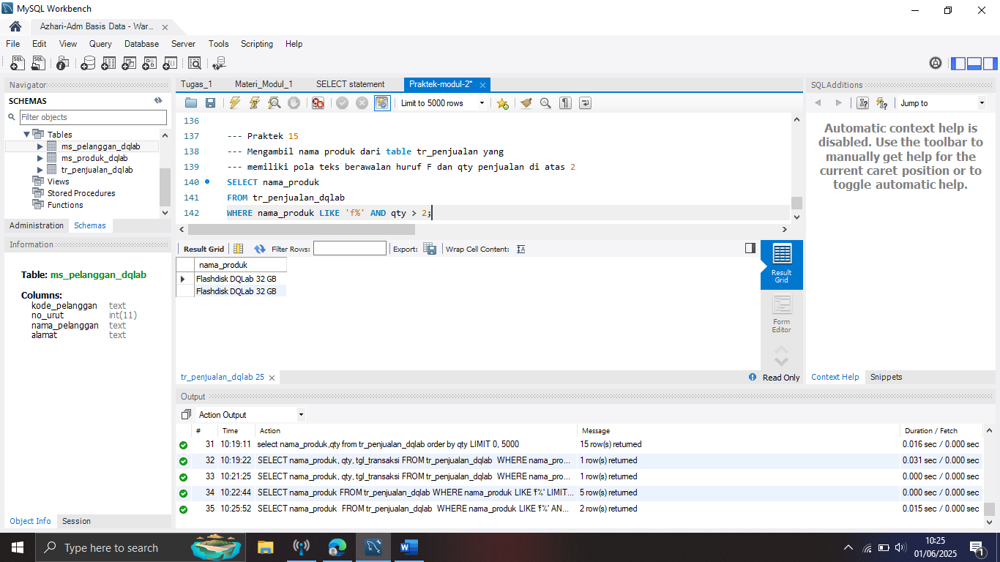 MySQL Workbench
Azhari-Adm Basis Data - War...
File Edit View Query Database Server Tools Scripting Help
Navigator
SCHEMAS
Filter objects
Tables
ms_pelanggan_dqlab
ms_produk_dqlab
tr_penjualan_dqlab
Views
Stored Procedures
Functions
Administration Schemas
Information
Table: ms_pelanggan_dqlab
Columns:
kode_pelanggan text
no_urut int(11)
nama_pelanggan text
alamat text
Object Info Session
Tugas_1 Materi_Modul_1 SELECT statement Praktek-modul-2*
Limit to 5000 rows
136
137 --- Praktek 15
138 --- Mengambil nama produk dari table tr_penjualan yang
139 --- memiliki pola teks berawalan huruf F dan qty penjualan di atas 2
140 SELECT nama_produk
141 FROM tr_penjualan_dqlab
142 WHERE nama_produk LIKE 'f%' AND qty > 2;
Result Grid Filter Rows: Export: Wrap Cell Content:
nama_produk
Flashdisk DQLab 32 GB
Flashdisk DQLab 32 GB
Result Grid
Form Editor
tr_penjualan_dqlab 25
Read Only
SQLAdditions
Jump to
Automatic context help is
disabled. Use the toolbar to
manually get help for the
current caret position or to
toggle automatic help.
Context Help Snippets
Output
Action Output
# Time Action Message Duration / Fetch
31 10:19:11 select nama_produk,qty from tr_penjualan_dqlab order by qty LIMIT 0, 5000 15 row(s) returned 0.016 sec / 0.000 sec
32 10:19:22 SELECT nama_produk, qty, tgl_transaksi FROM tr_penjualan_dqlab WHERE nama_pro... 1 row(s) returned 0.031 sec / 0.000 sec
33 10:21:25 SELECT nama_produk, qty, tgl_transaksi FROM tr_penjualan_dqlab WHERE nama_pro... 1 row(s) returned 0.000 sec / 0.000 sec
34 10:22:44 SELECT nama_produk FROM tr_penjualan_dqlab WHERE nama_produk LIKE 'f%' LIMIT... 5 row(s) returned 0.000 sec / 0.000 sec
35 10:25:52 SELECT nama_produk FROM tr_penjualan_dqlab WHERE nama_produk LIKE 'f%' AN... 2 row(s) returned 0.015 sec / 0.000 sec
Type here to search
10:25
01/06/2025
1